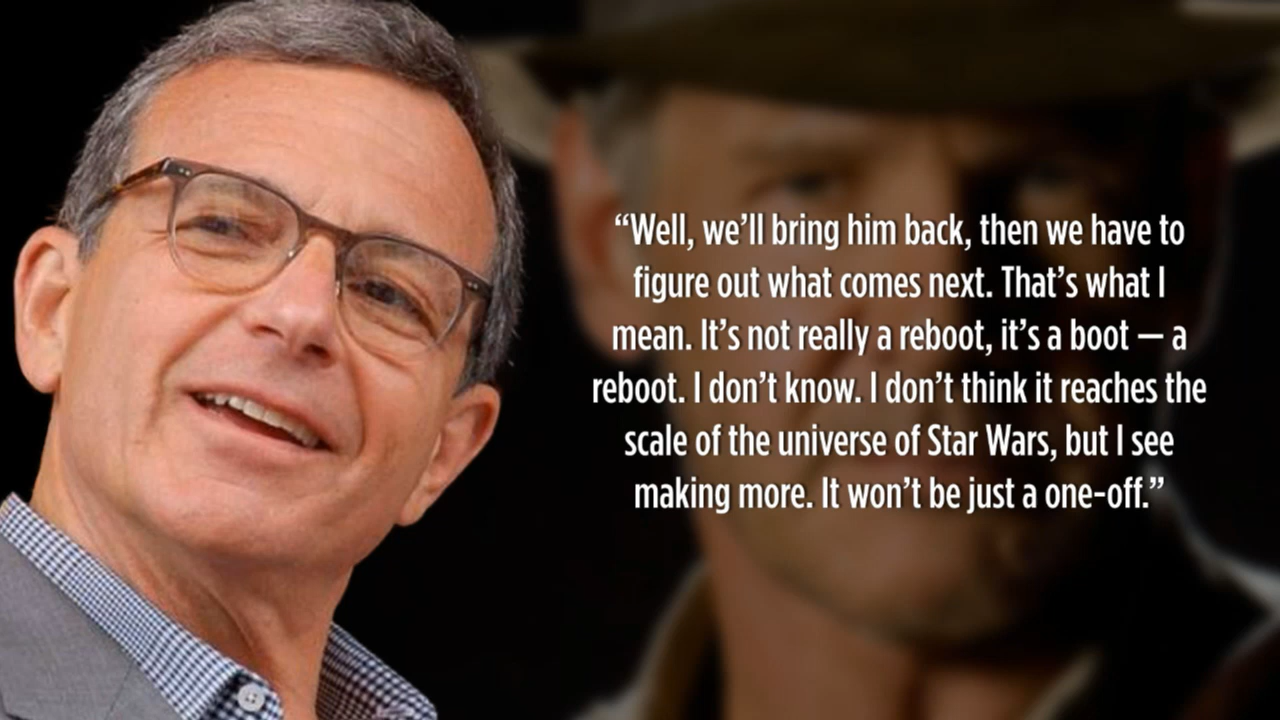 “Well, we’ll bring him back, then we have to
figure out what comes next. That’s what I
mean. It’s not really a reboot, it’s a boot — a
reboot. I don’t know. I don’t think it reaches the
scale of the universe of Star Wars, but I see
making more. It won’t be just a one-off.”